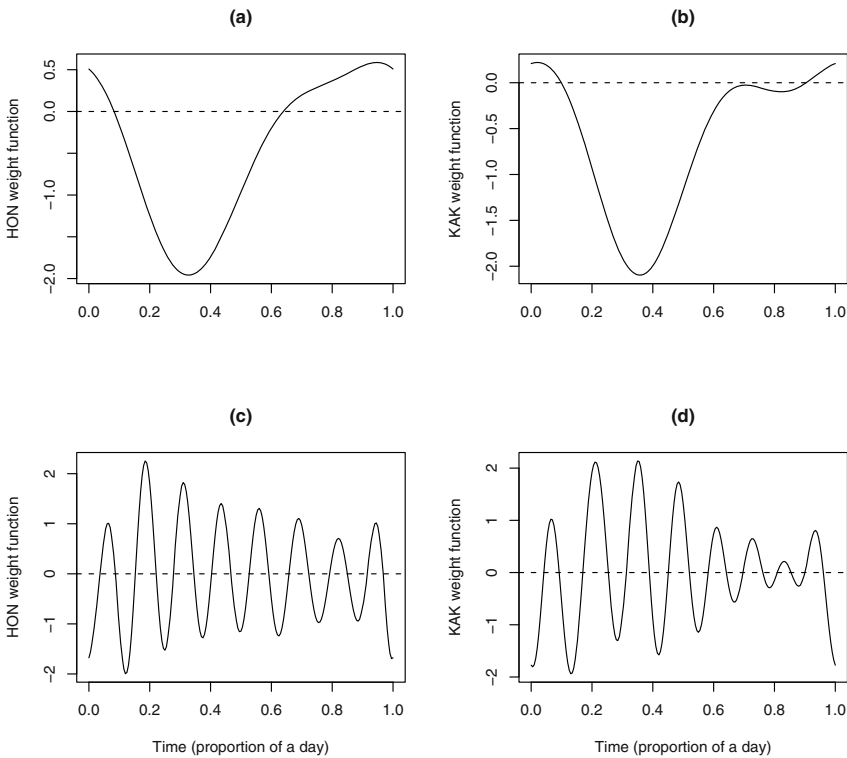 (a)
HON weight function
0.5
0.0
−1.0
−2.0
0.0 0.2 0.4 0.6 0.8 1.0
(b)
KAK weight function
0.0
−0.5
−1.0
−1.5
−2.0
0.0 0.2 0.4 0.6 0.8 1.0
(c)
HON weight function
2
1
0
−1
−2
0.0 0.2 0.4 0.6 0.8 1.0
Time (proportion of a day)
(d)
KAK weight function
2
1
0
−1
−2
0.0 0.2 0.4 0.6 0.8 1.0
Time (proportion of a day)